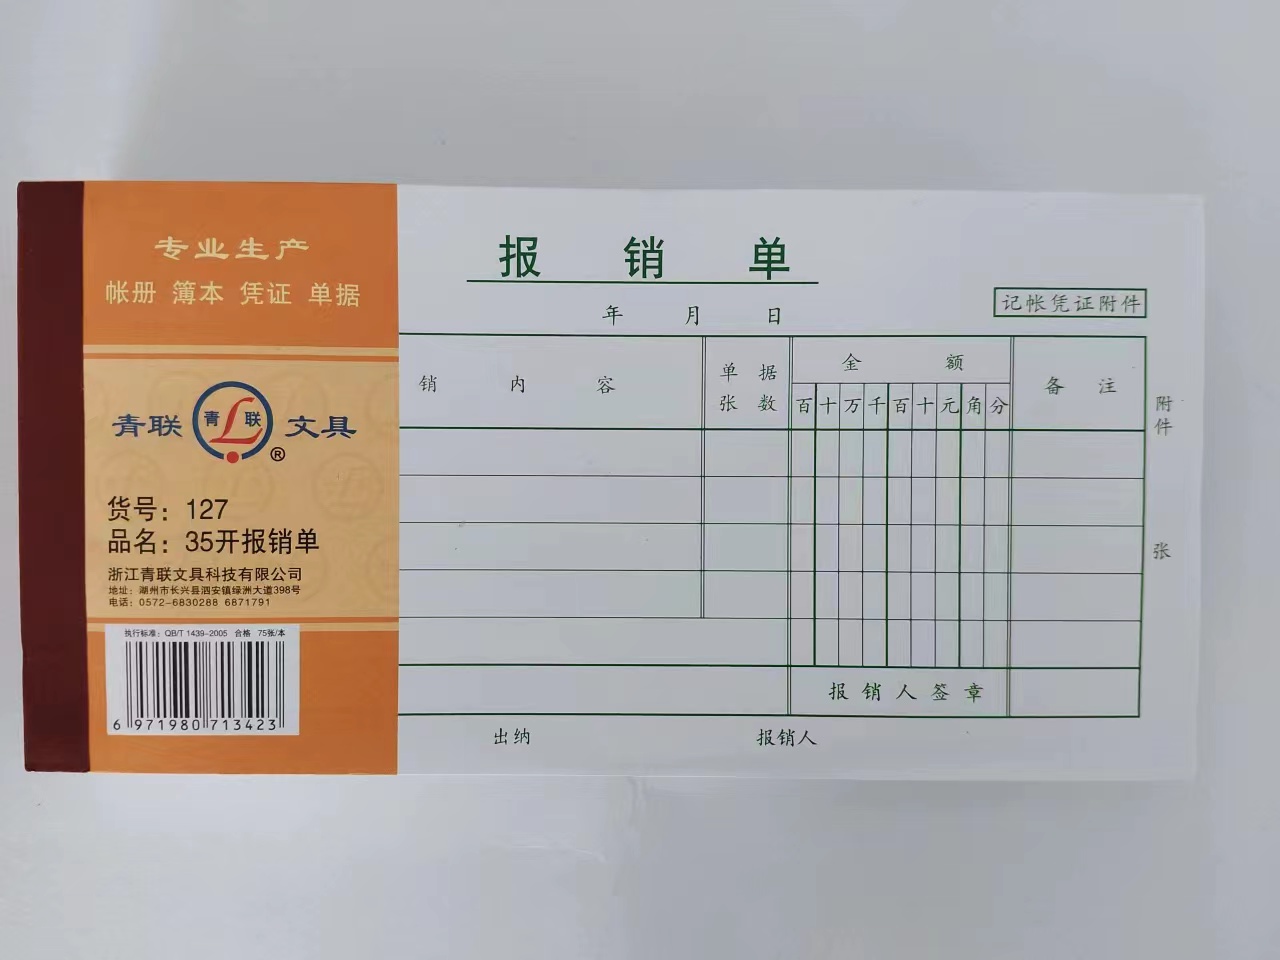 专业生产
帐册 簿本 凭证 单据
青联 青L联 文具
®
货号：127
品名：35开报销单
浙江青联文具科技有限公司
地址：湖州市长兴县泗安镇绿洲大道398号
电话：0572-6830288 6871791
执行标准：QB/T 1439-2005 合格 75张/本
6 971980 713423
报销单
年 月 日
记帐凭证附件
销 内 容
单据
张数
金 额
百 十 万 千 百 十 元 角 分
备 注
附件 张
报销人签章
出纳 报销人